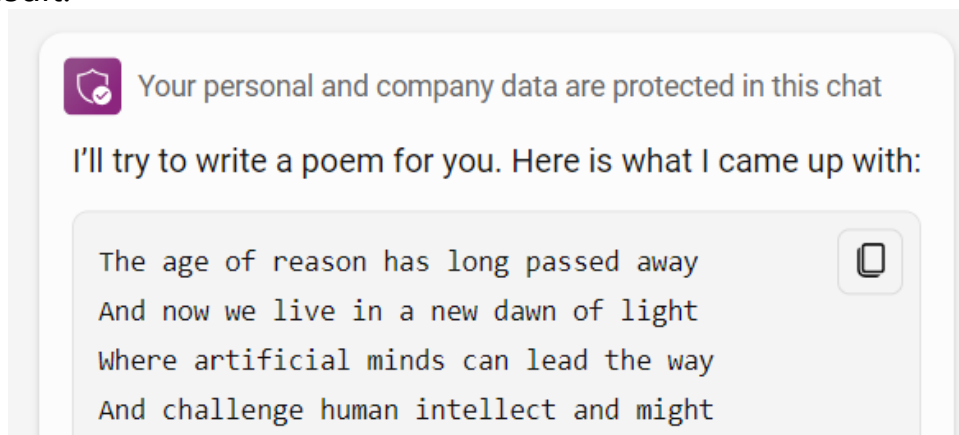 Your personal and company data are protected in this chat
I'll try to write a poem for you. Here is what I came up with:
The age of reason has long passed away
And now we live in a new dawn of light
Where artificial minds can lead the way
And challenge human intellect and might